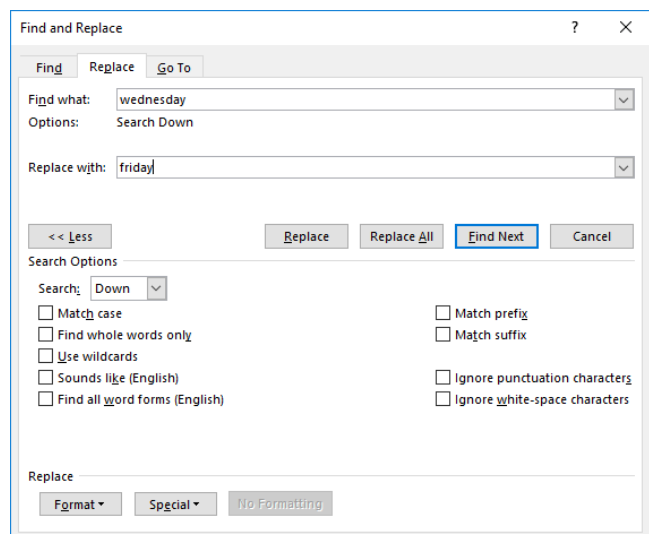 Find and Replace ?
Find Replace Go To
Find what: wednesday
Options: Search Down
Replace with: friday
<< Less Replace Replace All Find Next Cancel
Search Options
Search: Down
Match case Match prefix
Find whole words only Match suffix
Use wildcards
Sounds like (English) Ignore punctuation characters
Find all word forms (English) Ignore white-space characters
Replace
Format Special No Formatting